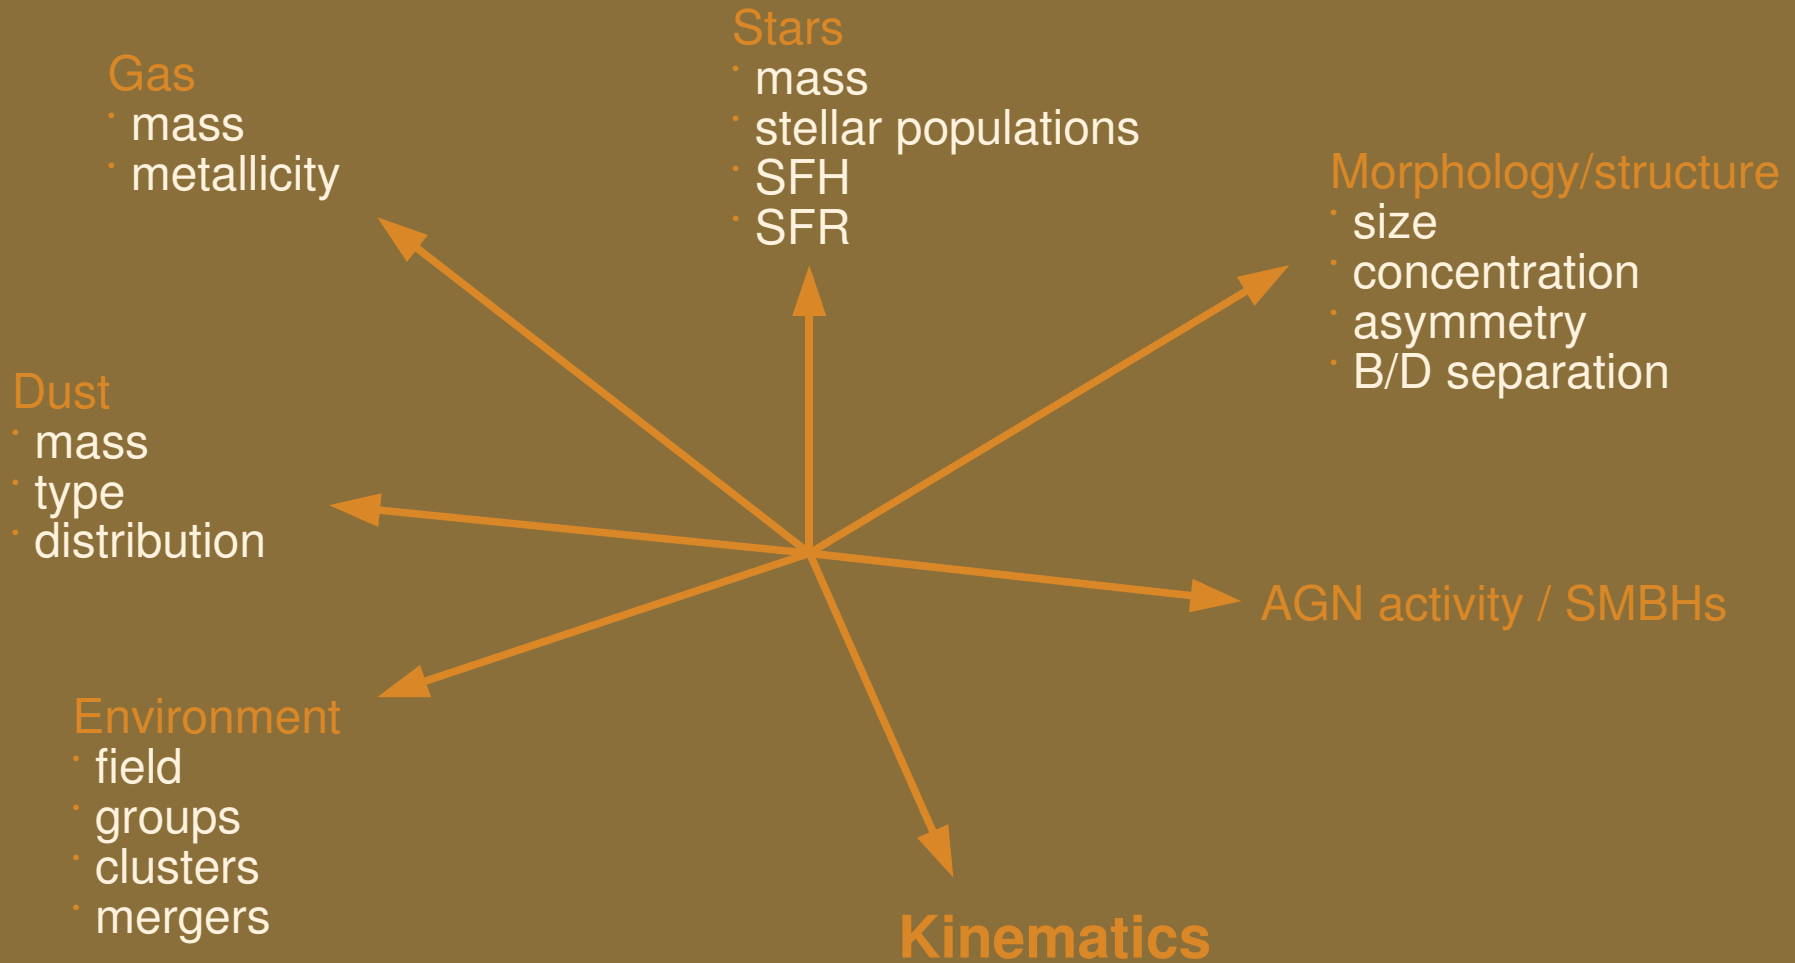 Stars
· mass
· stellar populations
· SFH
· SFR
Gas
· mass
· metallicity
Morphology/structure
· size
· concentration
· asymmetry
· B/D separation
Dust
· mass
· type
· distribution
AGN activity / SMBHs
Environment
· field
· groups
· clusters
· mergers
Kinematics